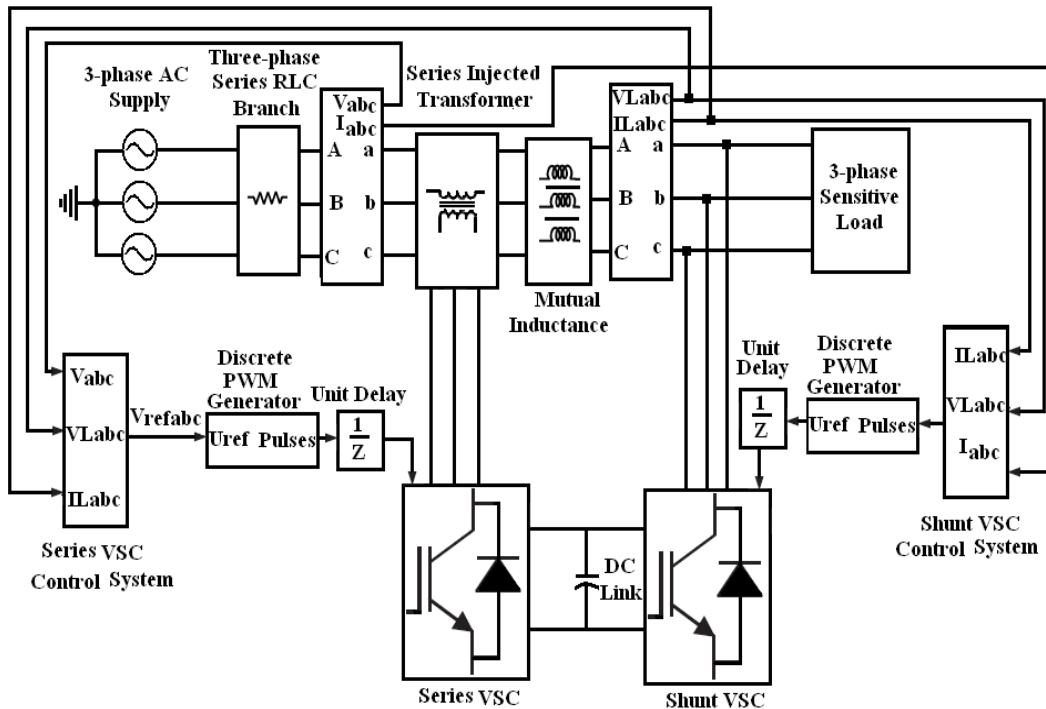 3-phase AC
Supply
Three-phase
Series RLC
Branch
Vabc
Iabc
A
a
B
b
C
c
Series Injected
Transformer
Mutual
Inductance
VLabc
ILabc
A
a
B
b
C
c
3-phase
Sensitive
Load
Vabc
VLabc
ILabc
Series VSC
Control System
Vrefabc
Discrete
PWM
Generator
Uref Pulses
Unit Delay
1
Z
Series VSC
DC
Link
Shunt VSC
Unit
Delay
1
Z
Discrete
PWM
Generator
Uref Pulses
ILabc
VLabc
Iabc
Shunt VSC
Control System